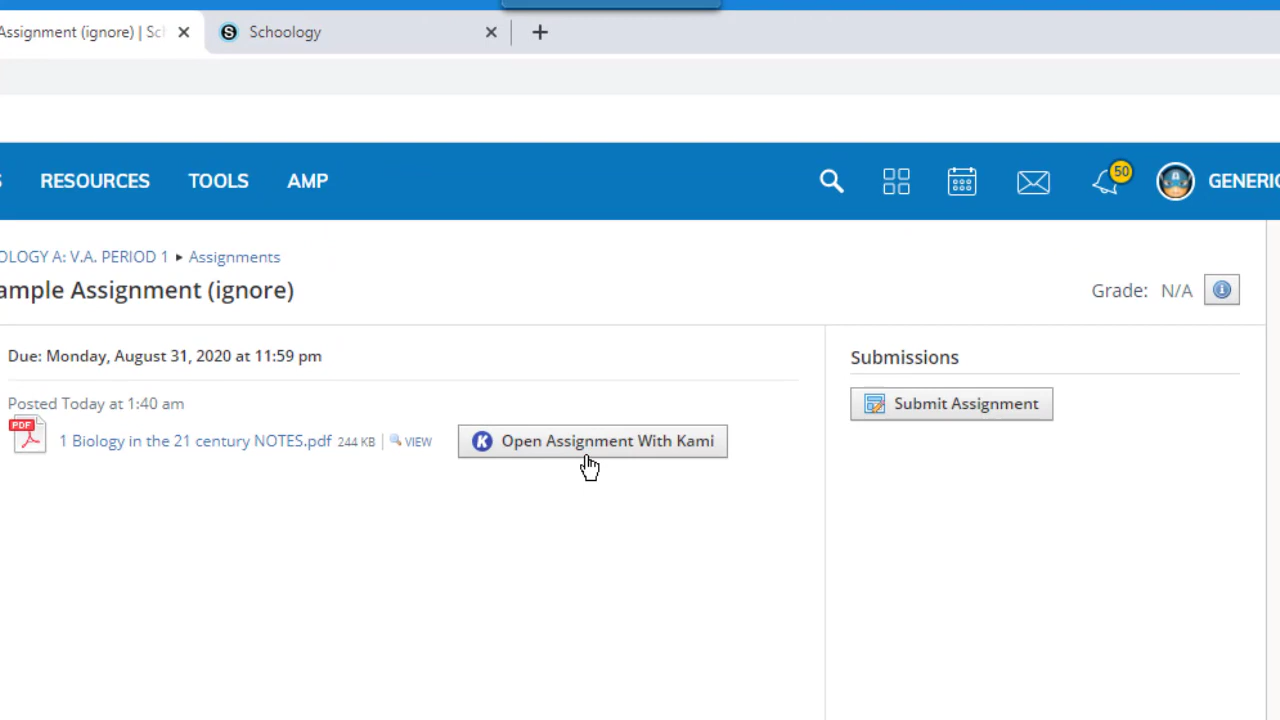 Assignment (ignore) | Sc
S Schoology
S RESOURCES TOOLS AMP
50
GENERIC
OLOGY A: V.A. PERIOD 1 ▸ Assignments
ample Assignment (ignore)
Grade: N/A
Due: Monday, August 31, 2020 at 11:59 pm
Posted Today at 1:40 am
PDF 1 Biology in the 21 century NOTES.pdf 244 KB | VIEW
K Open Assignment With Kami
Submissions
Submit Assignment